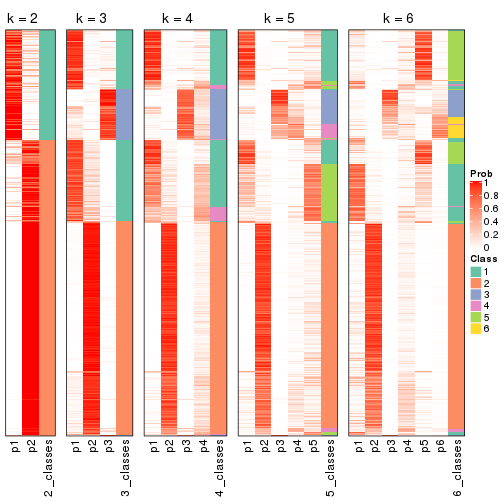 k = 2
k = 3
k = 4
k = 5
k = 6
Prob
1
0.8
0.6
0.4
0.2
0
Class
1
2
3
4
5
6
p1
p2
2_classes
p1
p2
p3
3_classes
p1
p2
p3
p4
4_classes
p1
p2
p3
p4
p5
5_classes
p1
p2
p3
p4
p5
p6
6_classes